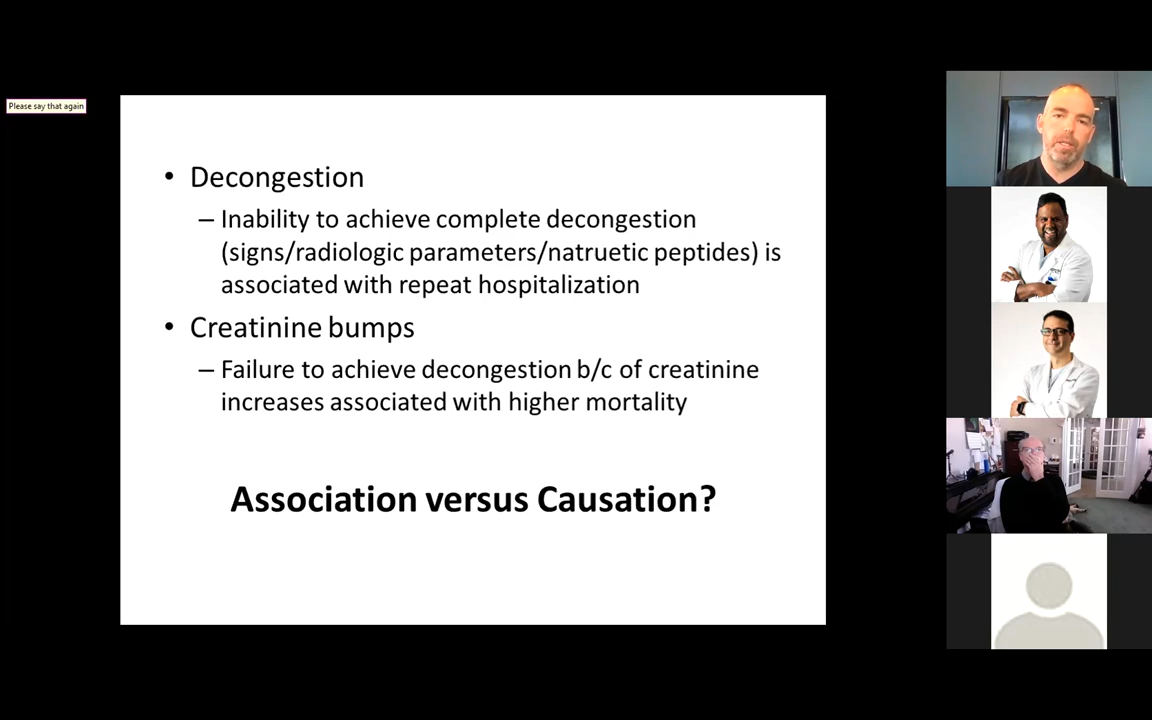 Please say that again
• Decongestion
– Inability to achieve complete decongestion
(signs/radiologic parameters/natruetic peptides) is
associated with repeat hospitalization
• Creatinine bumps
– Failure to achieve decongestion b/c of creatinine
increases associated with higher mortality
Association versus Causation?